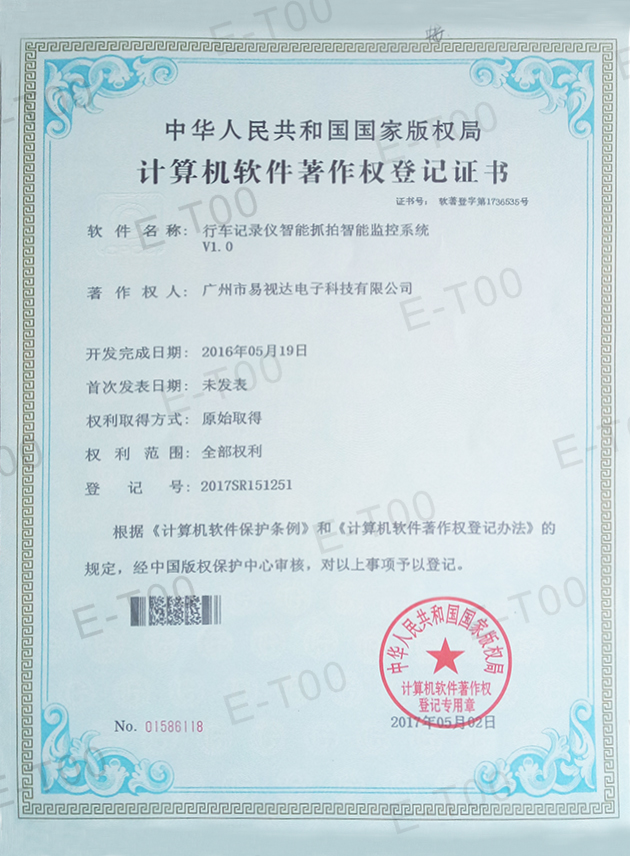 中华人民共和国国家版权局
计算机软件著作权登记证书
证书号： 软著登字第1736535号
软件名称： 行车记录仪智能抓拍智能监控系统
V1.0
著作权人： 广州市易视达电子科技有限公司
开发完成日期： 2016年05月19日
首次发表日期： 未发表
权利取得方式： 原始取得
权利范围： 全部权利
登记号： 2017SR151251
根据《计算机软件保护条例》和《计算机软件著作权登记办法》的
规定，经中国版权保护中心审核，对以上事项予以登记。
中华人民共和国国家版权局
计算机软件著作权
登记专用章
2017年05月02日
No. 01586118
E-TOO
E-TOO
E-TOO
E-TOO
E-TOO
E-TOO
E-TOO
E-TOO
E-TOO
E-TOO